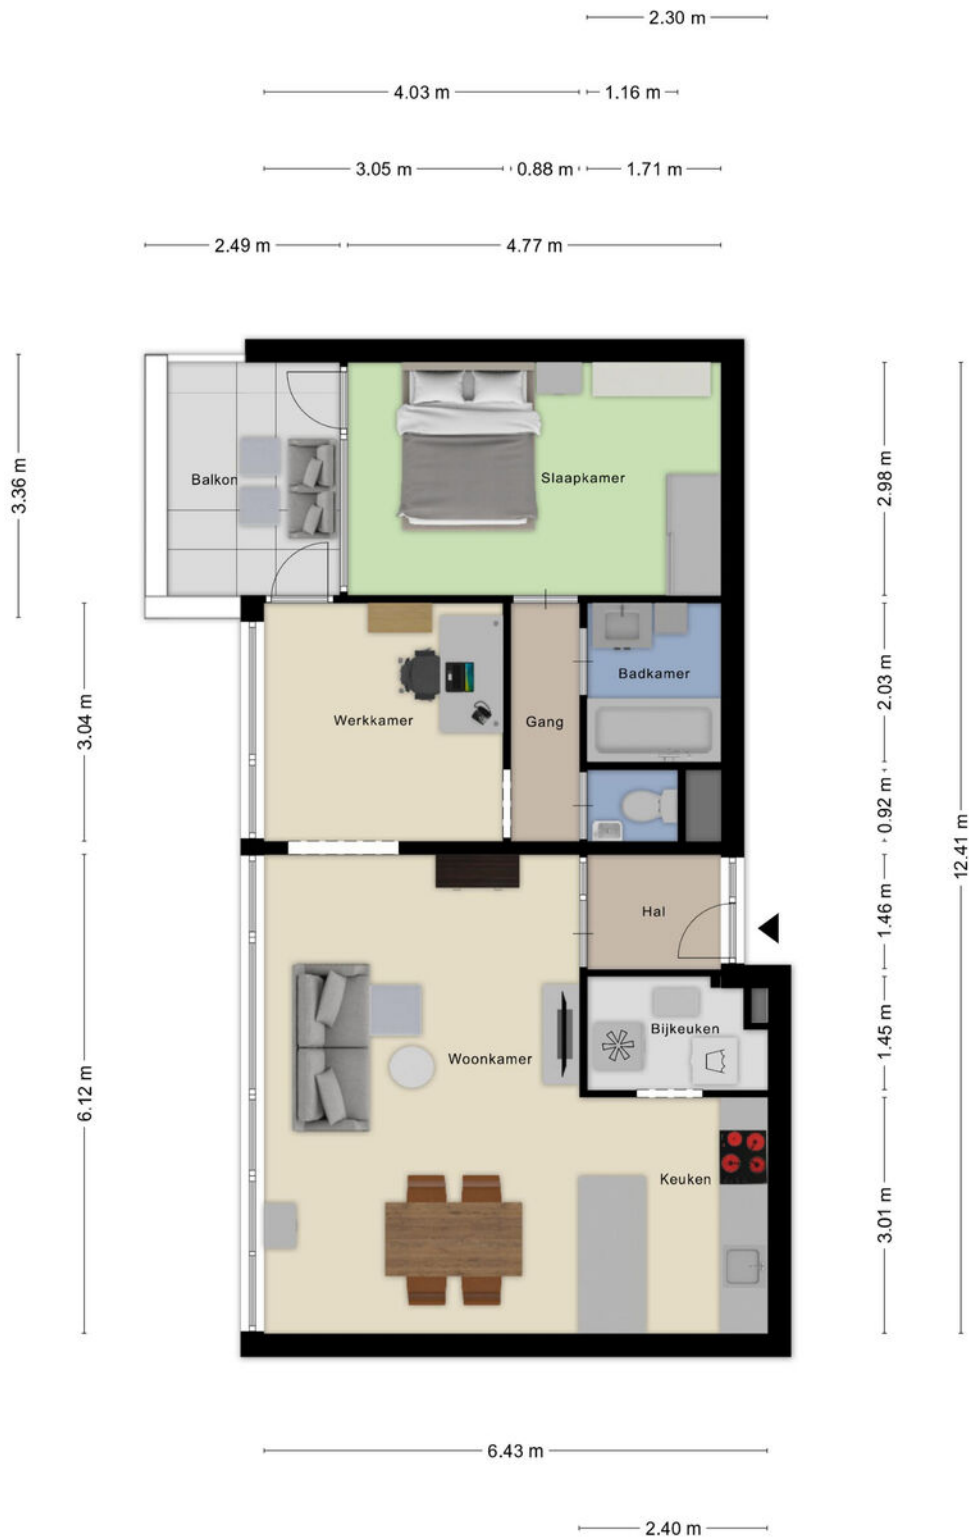 2.30 m
4.03 m
1.16 m
3.05 m
0.88 m
1.71 m
2.49 m
4.77 m
3.36 m
Balkon
Slaapkamer
2.98 m
3.04 m
Werkkamer
Gang
Badkamer
2.03 m
0.92 m
12.41 m
Hal
1.46 m
6.12 m
Woonkamer
Bijkeuken
1.45 m
Keuken
3.01 m
6.43 m
2.40 m